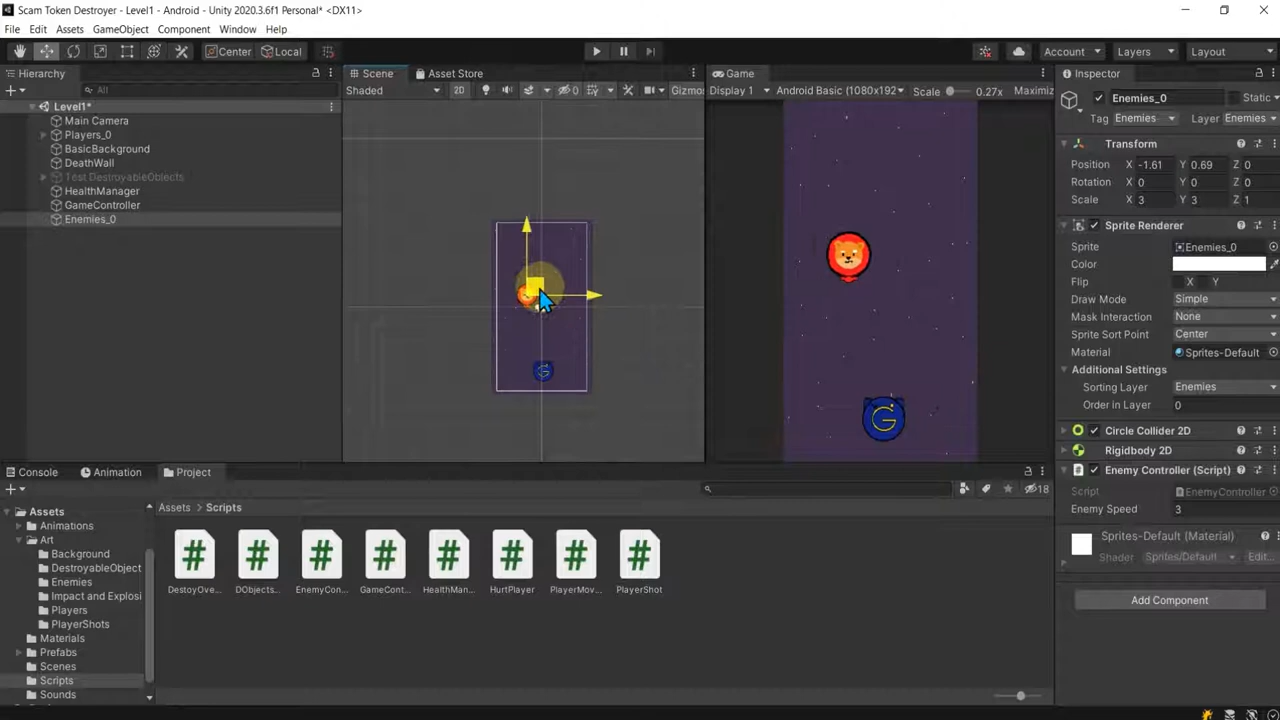 Scam Token Destroyer - Level1 - Android - Unity 2020.3.6f1 Personal* <DX11>
File Edit Assets GameObject Component Window Help
Center Local Account Layers Layout
Hierarchy Scene Asset Store Game Inspector
All Shaded 2D 0 Gizmos Display 1 Android Basic (1080x192 Scale 0.27x Maximiz
Enemies_0 Static
Tag Enemies Layer Enemies
Level1*
Main Camera
Players_0
BasicBackground
DeathWall
Test DestroyableObjects
HealthManager
GameController
Enemies_0
G
G
Transform
Position X -1.61 Y 0.69 Z 0
Rotation X 0 Y 0 Z 0
Scale X 3 Y 3 Z 1
Sprite Renderer
Sprite Enemies_0
Color
Flip X Y
Draw Mode Simple
Mask Interaction None
Sprite Sort Point Center
Material Sprites-Default
Additional Settings
Sorting Layer Enemies
Order in Layer 0
Circle Collider 2D
Rigidbody 2D
Enemy Controller (Script)
Script EnemyController
Enemy Speed 3
Sprites-Default (Material)
Shader Sprites/Default Edit...
Add Component
Console Animation Project
18
Assets
Animations
Art
Background
DestroyableObject
Enemies
Impact and Explosi
Players
PlayerShots
Materials
Prefabs
Scenes
Scripts
Sounds
Assets > Scripts
# # # # # # # #
DestoyOve... DObjects... EnemyCon... GameCont... HealthMan... HurtPlayer PlayerMov... PlayerShot